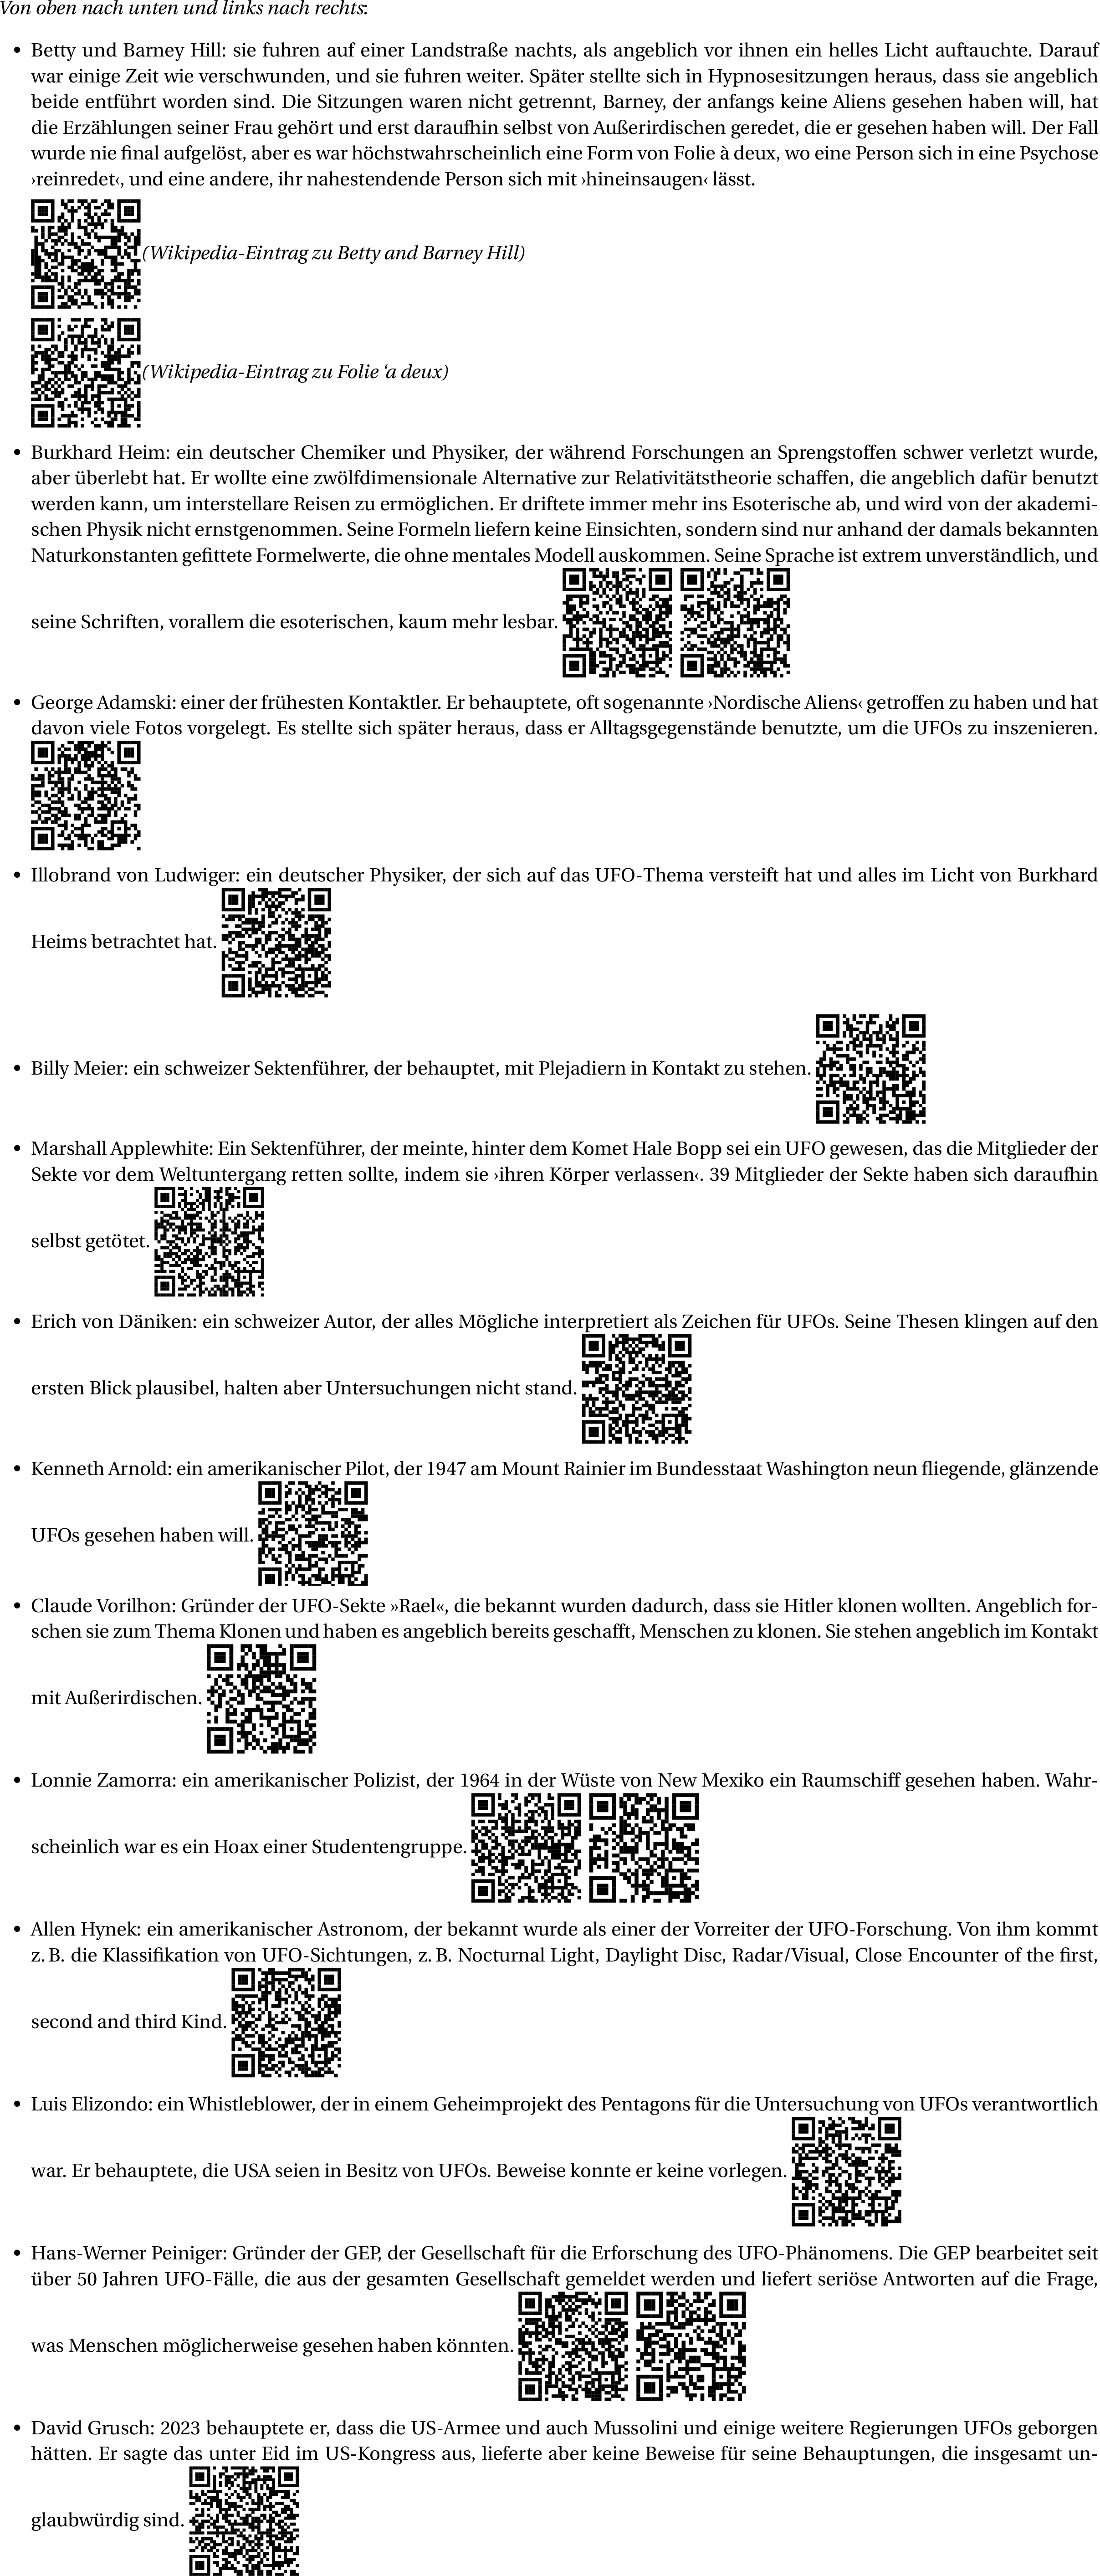 Von oben nach unten und links nach rechts:
• Betty und Barney Hill: sie fuhren auf einer Landstraße nachts, als angeblich vor ihnen ein helles Licht auftauchte. Darauf
war einige Zeit wie verschwunden, und sie fuhren weiter. Später stellte sich in Hypnosesitzungen heraus, dass sie angeblich
beide entführt worden sind. Die Sitzungen waren nicht getrennt, Barney, der anfangs keine Aliens gesehen haben will, hat
die Erzählungen seiner Frau gehört und erst daraufhin selbst von Außerirdischen geredet, die er gesehen haben will. Der Fall
wurde nie final aufgelöst, aber es war höchstwahrscheinlich eine Form von Folie à deux, wo eine Person sich in eine Psychose
›reinredet‹, und eine andere, ihr nahestendende Person sich mit ›hineinsaugen‹ lässt.
(Wikipedia-Eintrag zu Betty and Barney Hill)
(Wikipedia-Eintrag zu Folie ‘a deux)
• Burkhard Heim: ein deutscher Chemiker und Physiker, der während Forschungen an Sprengstoffen schwer verletzt wurde,
aber überlebt hat. Er wollte eine zwölfdimensionale Alternative zur Relativitätstheorie schaffen, die angeblich dafür benutzt
werden kann, um interstellare Reisen zu ermöglichen. Er driftete immer mehr ins Esoterische ab, und wird von der akademi-
schen Physik nicht ernstgenommen. Seine Formeln liefern keine Einsichten, sondern sind nur anhand der damals bekannten
Naturkonstanten gefittete Formelwerte, die ohne mentales Modell auskommen. Seine Sprache ist extrem unverständlich, und
seine Schriften, vorallem die esoterischen, kaum mehr lesbar.
• George Adamski: einer der frühesten Kontaktler. Er behauptete, oft sogenannte ›Nordische Aliens‹ getroffen zu haben und hat
davon viele Fotos vorgelegt. Es stellte sich später heraus, dass er Alltagsgegenstände benutzte, um die UFOs zu inszenieren.
• Illobrand von Ludwiger: ein deutscher Physiker, der sich auf das UFO-Thema versteift hat und alles im Licht von Burkhard
Heims betrachtet hat.
• Billy Meier: ein schweizer Sektenführer, der behauptet, mit Plejadiern in Kontakt zu stehen.
• Marshall Applewhite: Ein Sektenführer, der meinte, hinter dem Komet Hale Bopp sei ein UFO gewesen, das die Mitglieder der
Sekte vor dem Weltuntergang retten sollte, indem sie ›ihren Körper verlassen‹. 39 Mitglieder der Sekte haben sich daraufhin
selbst getötet.
• Erich von Däniken: ein schweizer Autor, der alles Mögliche interpretiert als Zeichen für UFOs. Seine Thesen klingen auf den
ersten Blick plausibel, halten aber Untersuchungen nicht stand.
• Kenneth Arnold: ein amerikanischer Pilot, der 1947 am Mount Rainier im Bundesstaat Washington neun fliegende, glänzende
UFOs gesehen haben will.
• Claude Vorilhon: Gründer der UFO-Sekte »Rael«, die bekannt wurden dadurch, dass sie Hitler klonen wollten. Angeblich for-
schen sie zum Thema Klonen und haben es angeblich bereits geschafft, Menschen zu klonen. Sie stehen angeblich im Kontakt
mit Außerirdischen.
• Lonnie Zamorra: ein amerikanischer Polizist, der 1964 in der Wüste von New Mexiko ein Raumschiff gesehen haben. Wahr-
scheinlich war es ein Hoax einer Studentengruppe.
• Allen Hynek: ein amerikanischer Astronom, der bekannt wurde als einer der Vorreiter der UFO-Forschung. Von ihm kommt
z. B. die Klassifikation von UFO-Sichtungen, z. B. Nocturnal Light, Daylight Disc, Radar/Visual, Close Encounter of the first,
second and third Kind.
• Luis Elizondo: ein Whistleblower, der in einem Geheimprojekt des Pentagons für die Untersuchung von UFOs verantwortlich
war. Er behauptete, die USA seien in Besitz von UFOs. Beweise konnte er keine vorlegen.
• Hans-Werner Peiniger: Gründer der GEP, der Gesellschaft für die Erforschung des UFO-Phänomens. Die GEP bearbeitet seit
über 50 Jahren UFO-Fälle, die aus der gesamten Gesellschaft gemeldet werden und liefert seriöse Antworten auf die Frage,
was Menschen möglicherweise gesehen haben könnten.
• David Grusch: 2023 behauptete er, dass die US-Armee und auch Mussolini und einige weitere Regierungen UFOs geborgen
hätten. Er sagte das unter Eid im US-Kongress aus, lieferte aber keine Beweise für seine Behauptungen, die insgesamt un-
glaubwürdig sind.